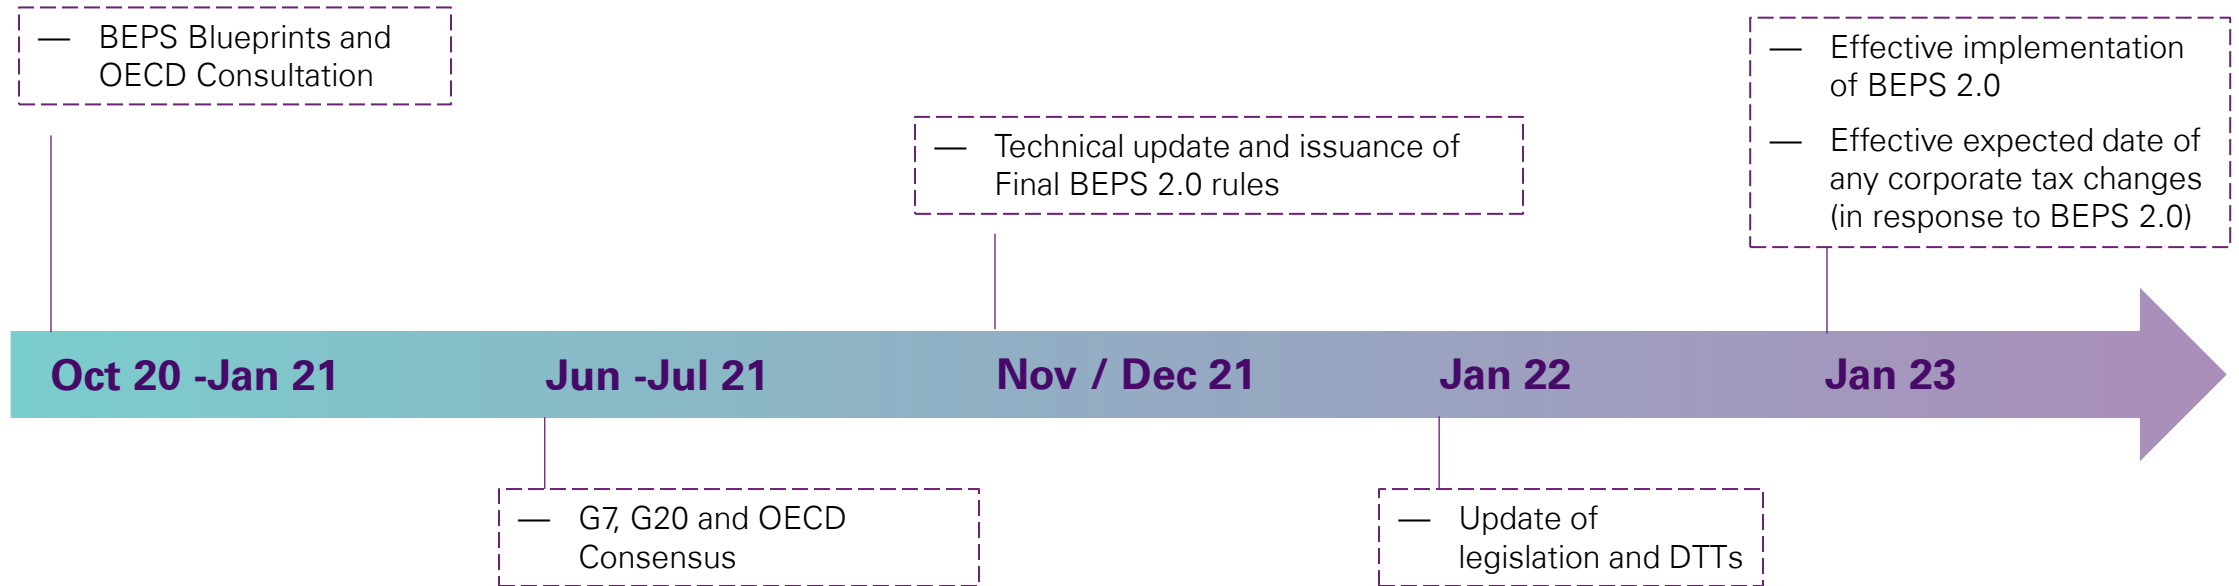 — BEPS Blueprints and
OECD Consultation
— Effective implementation
of BEPS 2.0
— Effective expected date of
any corporate tax changes
(in response to BEPS 2.0)
— Technical update and issuance of
Final BEPS 2.0 rules
Oct 20 -Jan 21
Jun -Jul 21
Nov / Dec 21
Jan 22
Jan 23
— G7, G20 and OECD
Consensus
— Update of
legislation and DTTs